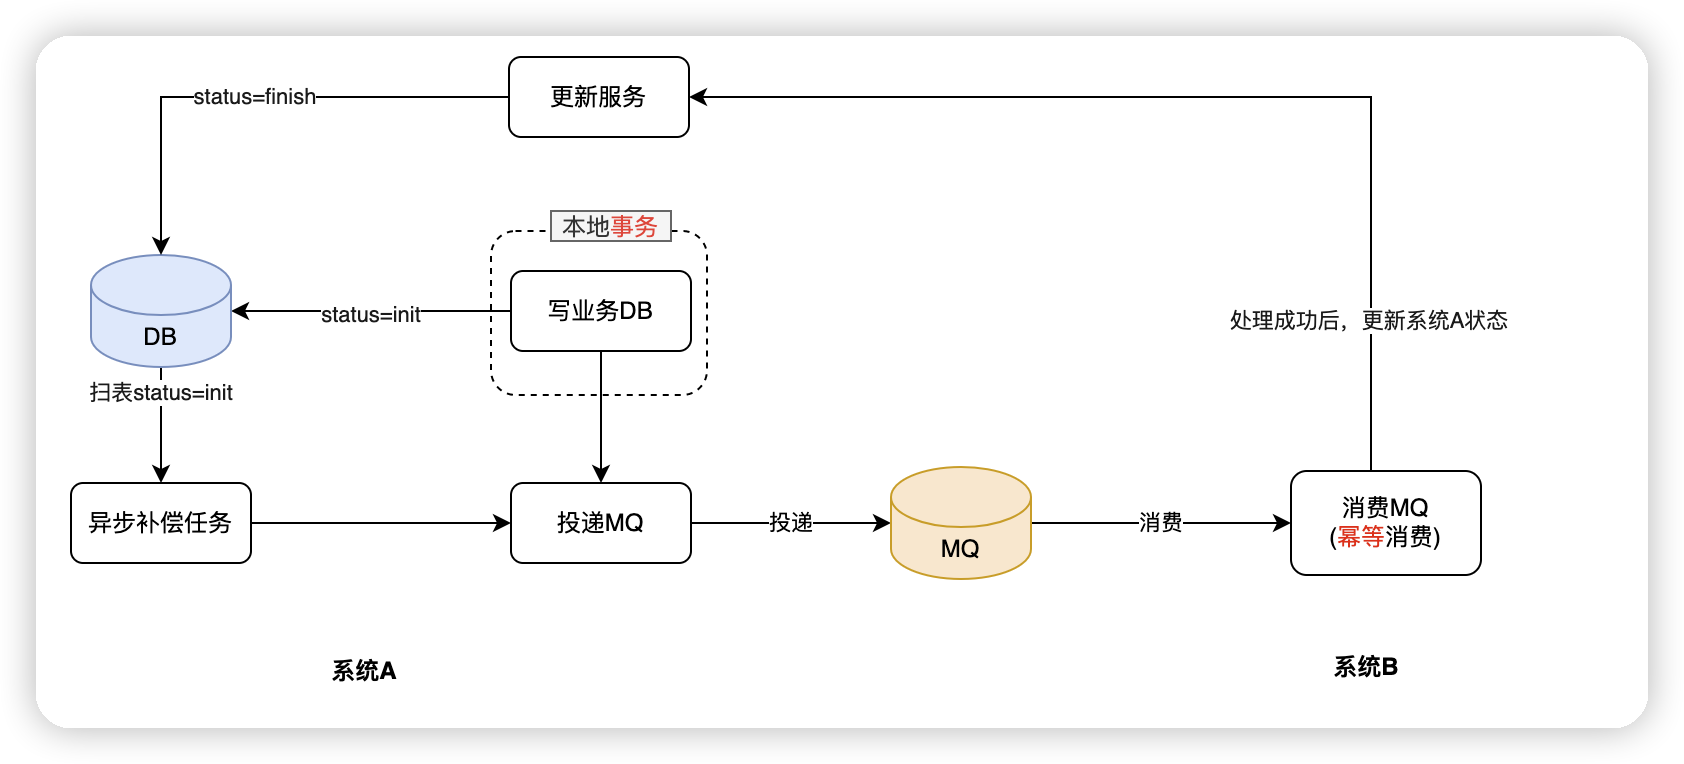 更新服务
status=finish
本地事务
写业务DB
status=init
DB
处理成功后，更新系统A状态
扫表status=init
异步补偿任务
投递MQ
投递
MQ
消费
消费MQ
(幂等消费)
系统A
系统B